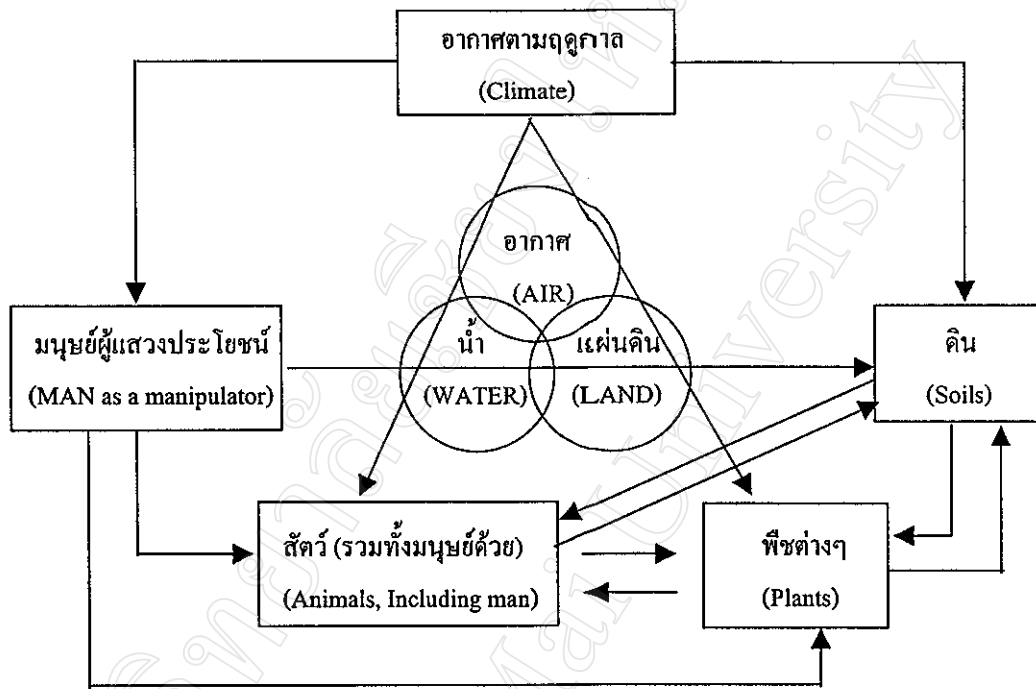 อากาศตามฤดูกาล
(Climate)
อากาศ
(AIR)
มนุษย์ผู้แสวงประโยชน์
(MAN as a manipulator)
น้ำ
(WATER)
แผ่นดิน
(LAND)
ดิน
(Soils)
สัตว์ (รวมทั้งมนุษย์ด้วย)
(Animals, Including man)
พืชต่างๆ
(Plants)
Mai University